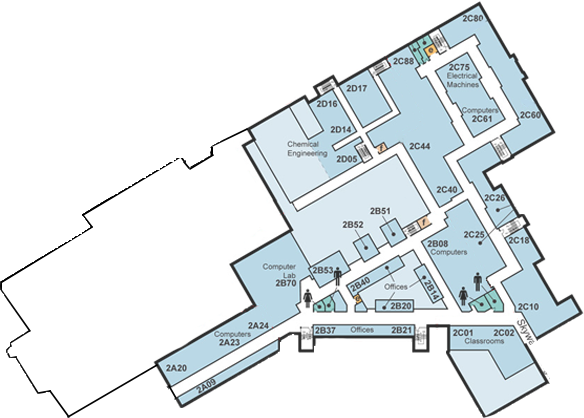 2C80
2C88
2C75
Electrical
Machines
2D17
2D16
Computers
2C61
2C60
2D14
Chemical
Engineering
2C44
2D05
2C40
2C26
2B51
2B52
2C25
2C18
2B08
Computers
2B53
Computer
Lab
2B70
2B40
Offices
2B14
2B20
2C10
2A24
Computers
2A23
2B37
Offices
2B21
2C01
2C02
Classrooms
Skywa
2A20
2A09